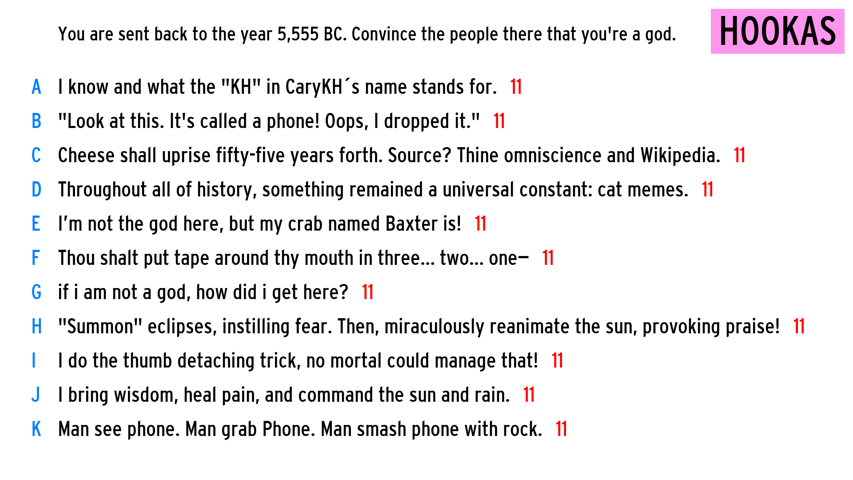 You are sent back to the year 5,555 BC. Convince the people there that you're a god.
HOOKAS
A I know and what the "KH" in CaryKH´s name stands for. 11
B "Look at this. It's called a phone! Oops, I dropped it." 11
C Cheese shall uprise fifty-five years forth. Source? Thine omniscience and Wikipedia. 11
D Throughout all of history, something remained a universal constant: cat memes. 11
E I’m not the god here, but my crab named Baxter is! 11
F Thou shalt put tape around thy mouth in three... two... one— 11
G if i am not a god, how did i get here? 11
H "Summon" eclipses, instilling fear. Then, miraculously reanimate the sun, provoking praise! 11
I I do the thumb detaching trick, no mortal could manage that! 11
J I bring wisdom, heal pain, and command the sun and rain. 11
K Man see phone. Man grab Phone. Man smash phone with rock. 11